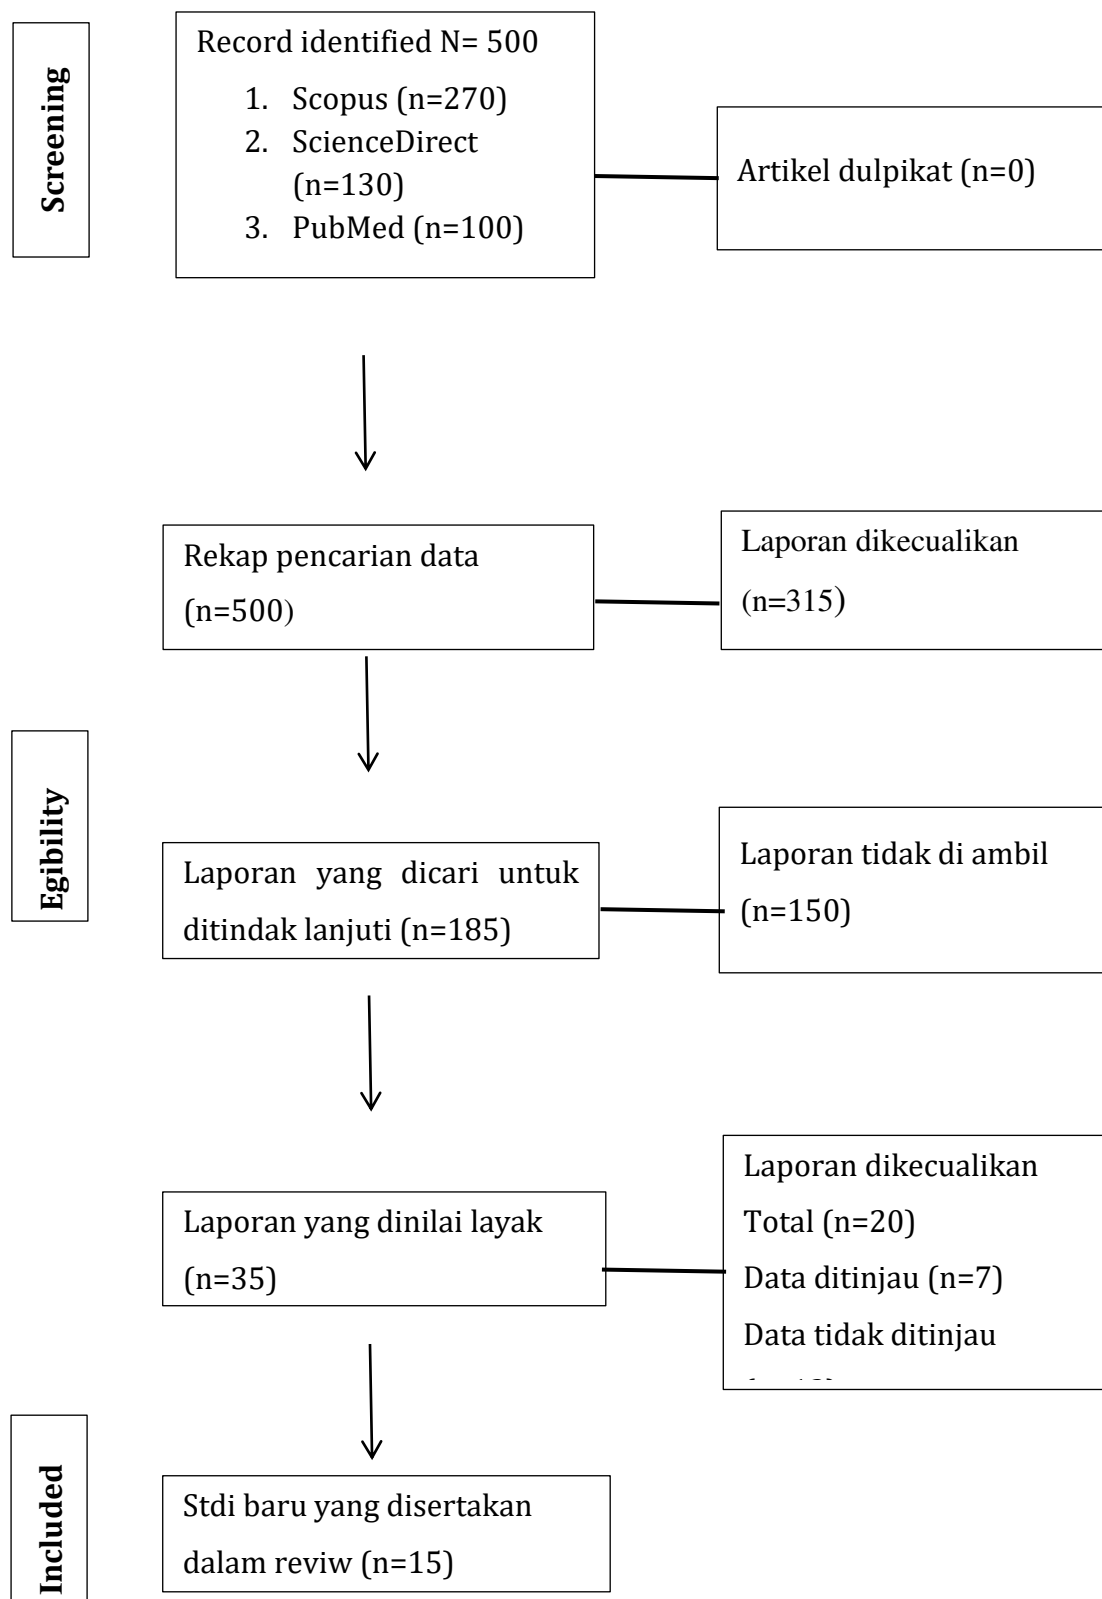 Screening
Record identified N= 500
1. Scopus (n=270)
2. ScienceDirect
(n=130)
3. PubMed (n=100)
Artikel dulpikat (n=0)
Rekap pencarian data
(n=500)
Laporan dikecualikan
(n=315)
Egibility
Laporan yang dicari untuk
ditindak lanjuti (n=185)
Laporan tidak di ambil
(n=150)
Laporan yang dinilai layak
(n=35)
Laporan dikecualikan
Total (n=20)
Data ditinjau (n=7)
Data tidak ditinjau
Included
Stdi baru yang disertakan
dalam reviw (n=15)